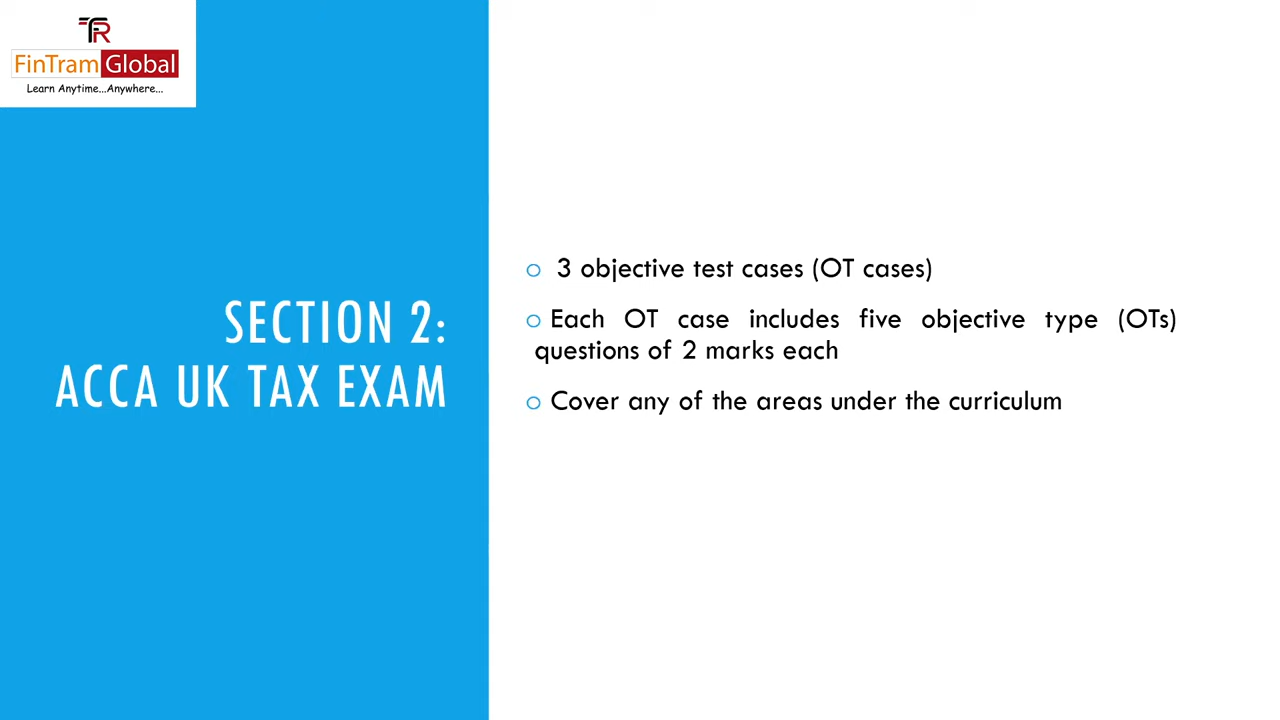 TFR
FinTram Global
Learn Anytime...Anywhere...
SECTION 2:
ACCA UK TAX EXAM
3 objective test cases (OT cases)
Each OT case includes five objective type (OTs)
questions of 2 marks each
Cover any of the areas under the curriculum